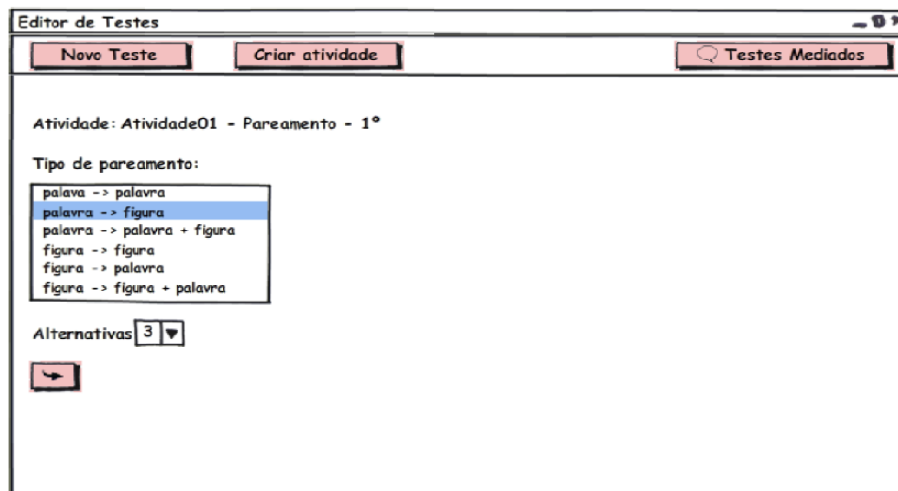 Editor de Testes
Novo Teste
Criar atividade
Testes Mediados
Atividade: Atividade01 - Pareamento - 1º
Tipo de pareamento:
palava -> palavra
palavra -> figura
palavra -> palavra + figura
figura -> figura
figura -> palavra
figura -> figura + palavra
Alternativas 3